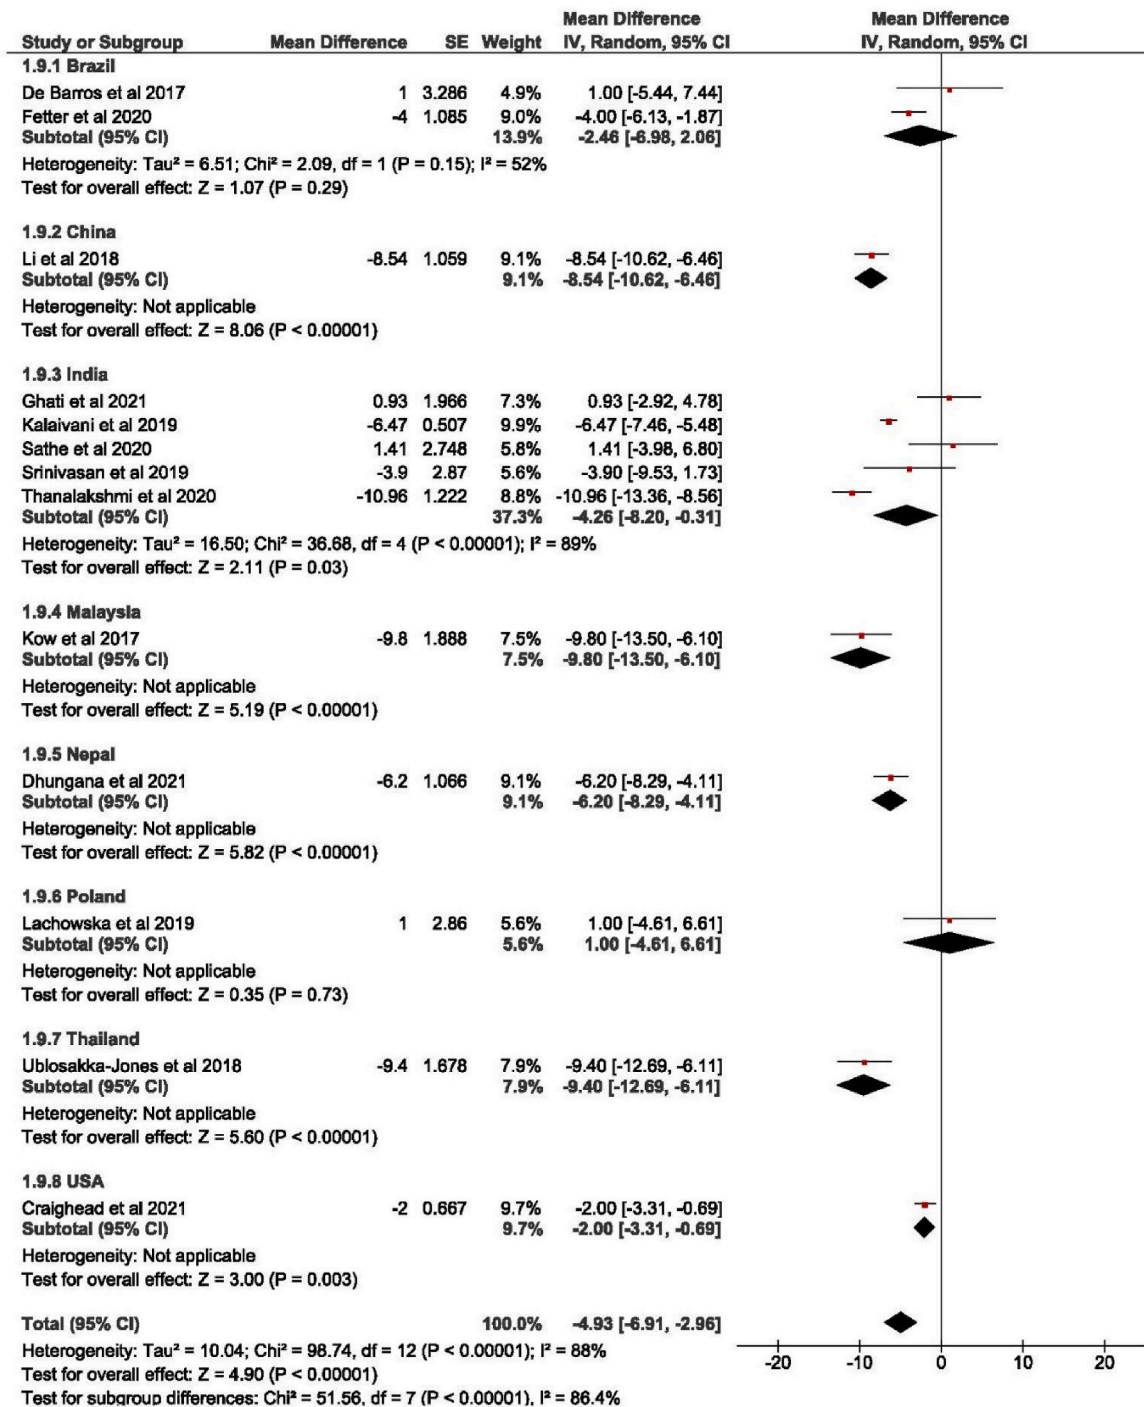 Mean Difference Mean Difference
Study or Subgroup Mean Difference SE Weight IV, Random, 95% CI IV, Random, 95% CI
1.9.1 Brazil
De Barros et al 2017 1 3.286 4.9% 1.00 [-5.44, 7.44]
Fetter et al 2020 -4 1.085 9.0% -4.00 [-6.13, -1.87]
Subtotal (95% CI) 13.9% -2.46 [-6.98, 2.06]
Heterogeneity: Tau² = 6.51; Chi² = 2.09, df = 1 (P = 0.15); I² = 52%
Test for overall effect: Z = 1.07 (P = 0.29)
1.9.2 China
Li et al 2018 -8.54 1.059 9.1% -8.54 [-10.62, -6.46]
Subtotal (95% CI) 9.1% -8.54 [-10.62, -6.46]
Heterogeneity: Not applicable
Test for overall effect: Z = 8.06 (P < 0.00001)
1.9.3 India
Ghati et al 2021 0.93 1.966 7.3% 0.93 [-2.92, 4.78]
Kalaivani et al 2019 -6.47 0.507 9.9% -6.47 [-7.46, -5.48]
Sathe et al 2020 1.41 2.748 5.8% 1.41 [-3.98, 6.80]
Srinivasan et al 2019 -3.9 2.87 5.6% -3.90 [-9.53, 1.73]
Thanalakshmi et al 2020 -10.96 1.222 8.8% -10.96 [-13.36, -8.56]
Subtotal (95% CI) 37.3% -4.26 [-8.20, -0.31]
Heterogeneity: Tau² = 16.50; Chi² = 36.68, df = 4 (P < 0.00001); I² = 89%
Test for overall effect: Z = 2.11 (P = 0.03)
1.9.4 Malaysia
Kow et al 2017 -9.8 1.888 7.5% -9.80 [-13.50, -6.10]
Subtotal (95% CI) 7.5% -9.80 [-13.50, -6.10]
Heterogeneity: Not applicable
Test for overall effect: Z = 5.19 (P < 0.00001)
1.9.5 Nepal
Dhungana et al 2021 -6.2 1.066 9.1% -6.20 [-8.29, -4.11]
Subtotal (95% CI) 9.1% -6.20 [-8.29, -4.11]
Heterogeneity: Not applicable
Test for overall effect: Z = 5.82 (P < 0.00001)
1.9.6 Poland
Lachowska et al 2019 1 2.86 5.6% 1.00 [-4.61, 6.61]
Subtotal (95% CI) 5.6% 1.00 [-4.61, 6.61]
Heterogeneity: Not applicable
Test for overall effect: Z = 0.35 (P = 0.73)
1.9.7 Thailand
Ublosakka-Jones et al 2018 -9.4 1.678 7.9% -9.40 [-12.69, -6.11]
Subtotal (95% CI) 7.9% -9.40 [-12.69, -6.11]
Heterogeneity: Not applicable
Test for overall effect: Z = 5.60 (P < 0.00001)
1.9.8 USA
Craighead et al 2021 -2 0.667 9.7% -2.00 [-3.31, -0.69]
Subtotal (95% CI) 9.7% -2.00 [-3.31, -0.69]
Heterogeneity: Not applicable
Test for overall effect: Z = 3.00 (P = 0.003)
Total (95% CI) 100.0% -4.93 [-6.91, -2.96]
Heterogeneity: Tau² = 10.04; Chi² = 98.74, df = 12 (P < 0.00001); I² = 88%
-20 -10 0 10 20
Test for overall effect: Z = 4.90 (P < 0.00001)
Test for subgroup differences: Chi² = 51.56, df = 7 (P < 0.00001), I² = 86.4%